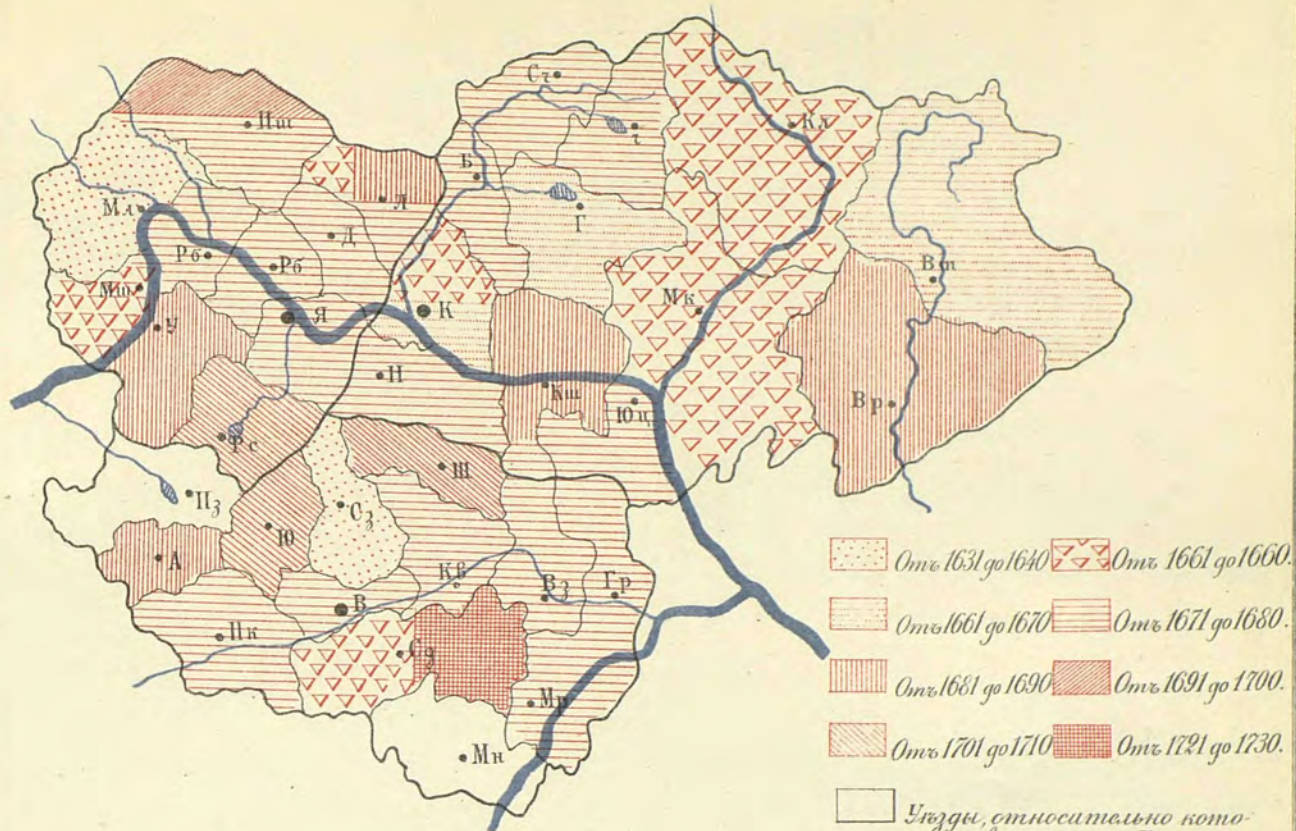 Сч
ч
Кл
Пш
Б
Л
Г
Мл
Д
Рб
Рб
Мш
Вт
Мк
У
Я
К
Н
Кш
Юц
Вр
Рс
Ш
Пз
Сз
Ю
А
Кв
Вз
Гр
В
Пк
Сд
Мр
Мн
Отъ 1631 до 1640
Отъ 1661 до 1660.
Отъ 1661 до 1670
Отъ 1671 до 1680.
Отъ 1681 до 1690
Отъ 1691 до 1700.
Отъ 1701 до 1710
Отъ 1721 до 1730.
Уѣзды, относительно кото-